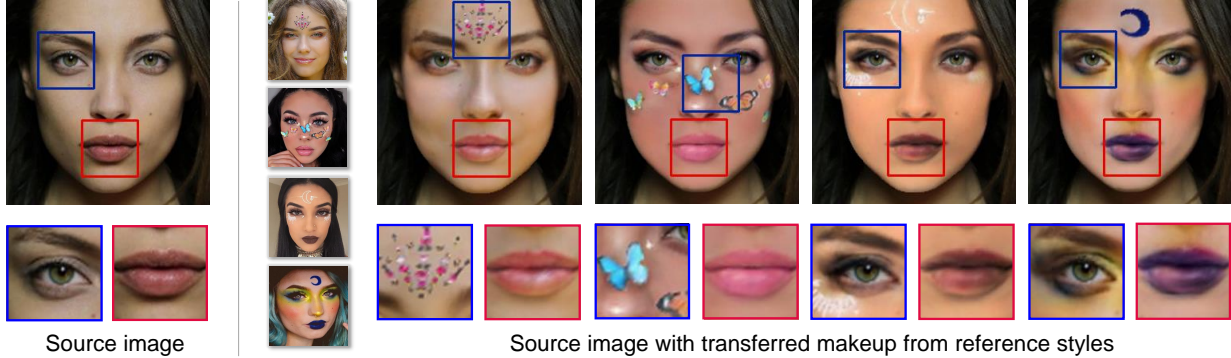 Source image
Source image with transferred makeup from reference styles